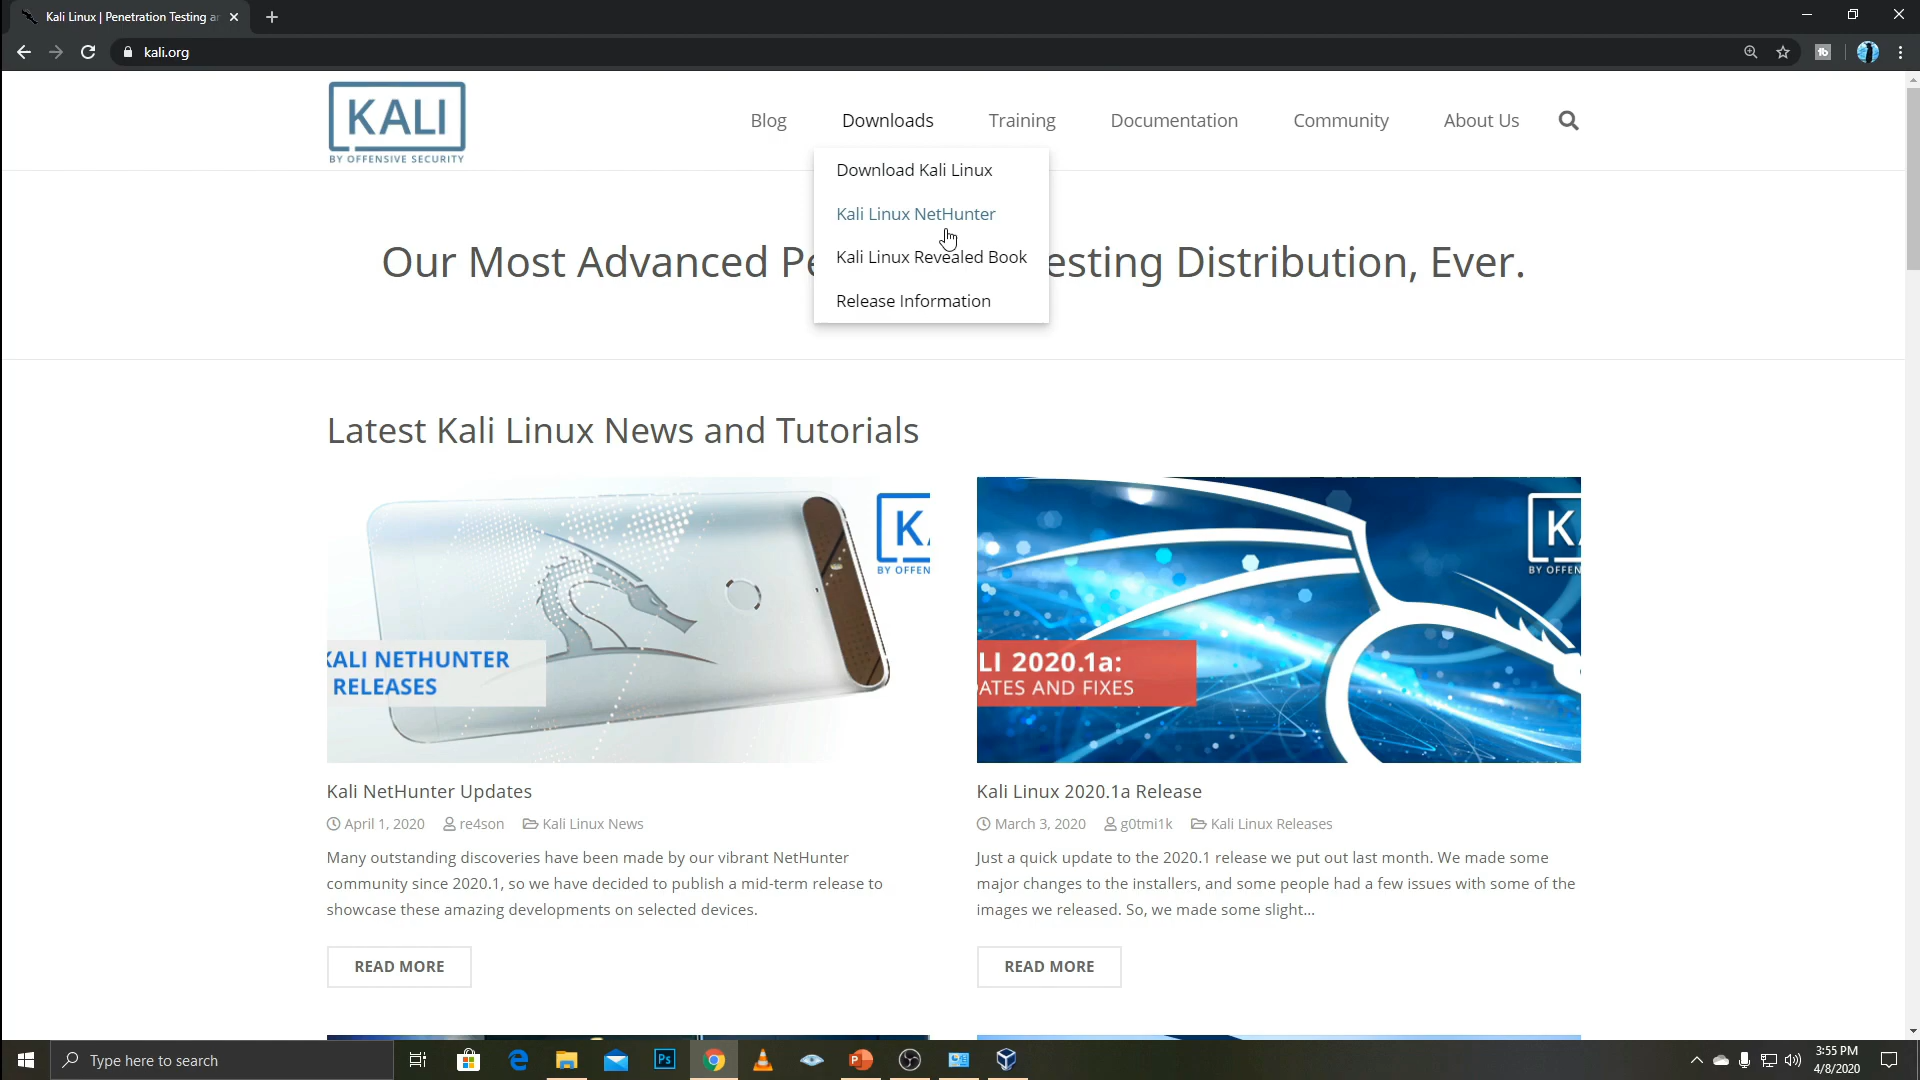 Kali Linux | Penetration Testing a
kali.org
KALI
BY OFFENSIVE SECURITY
Blog
Downloads
Training
Documentation
Community
About Us
Download Kali Linux
Kali Linux NetHunter
Kali Linux Revealed Book
Release Information
Our Most Advanced Pe esting Distribution, Ever.
Latest Kali Linux News and Tutorials
K
BY OFFEN
KALI NETHUNTER
RELEASES
K
BY OFFEN
LI 2020.1a:
ATES AND FIXES
Kali NetHunter Updates
April 1, 2020 re4son Kali Linux News
Many outstanding discoveries have been made by our vibrant NetHunter
community since 2020.1, so we have decided to publish a mid-term release to
showcase these amazing developments on selected devices.
READ MORE
Kali Linux 2020.1a Release
March 3, 2020 g0tmi1k Kali Linux Releases
Just a quick update to the 2020.1 release we put out last month. We made some
major changes to the installers, and some people had a few issues with some of the
images we released. So, we made some slight...
READ MORE
Type here to search
Ps
3:55 PM
4/8/2020